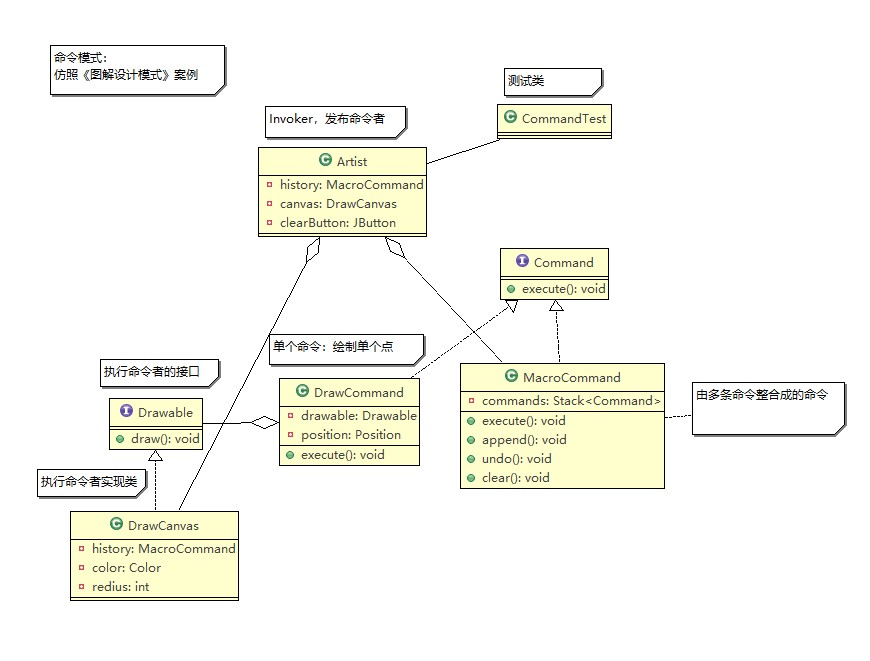 命令模式：
仿照《图解设计模式》案例
测试类
CommandTest
Invoker，发布命令者
Artist
history: MacroCommand
canvas: DrawCanvas
clearButton: JButton
Command
execute(): void
单个命令：绘制单个点
DrawCommand
drawable: Drawable
position: Position
execute(): void
MacroCommand
commands: Stack<Command>
execute(): void
append(): void
undo(): void
clear(): void
由多条命令整合成的命令
执行命令者的接口
Drawable
draw(): void
执行命令者实现类
DrawCanvas
history: MacroCommand
color: Color
redius: int